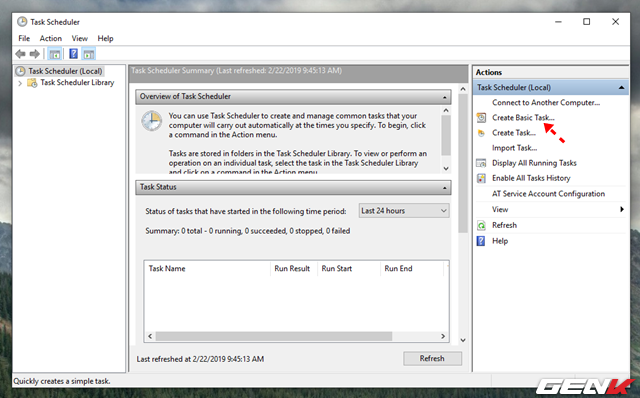 Task Scheduler
File Action View Help
Task Scheduler (Local)
Task Scheduler Library
Task Scheduler Summary (Last refreshed: 2/22/2019 9:45:13 AM)
Overview of Task Scheduler
You can use Task Scheduler to create and manage common tasks that your
computer will carry out automatically at the times you specify. To begin, click
a command in the Action menu.
Tasks are stored in folders in the Task Scheduler Library. To view or perform an
operation on an individual task, select the task in the Task Scheduler Library
and click on a command in the Action menu.
Task Status
Status of tasks that have started in the following time period:
Last 24 hours
Summary: 0 total - 0 running, 0 succeeded, 0 stopped, 0 failed
Task Name Run Result Run Start Run End
Last refreshed at 2/22/2019 9:45:13 AM
Refresh
Actions
Task Scheduler (Local)
Connect to Another Computer...
Create Basic Task...
Create Task...
Import Task...
Display All Running Tasks
Enable All Tasks History
AT Service Account Configuration
View
Refresh
Help
Quickly creates a simple task.
GENK